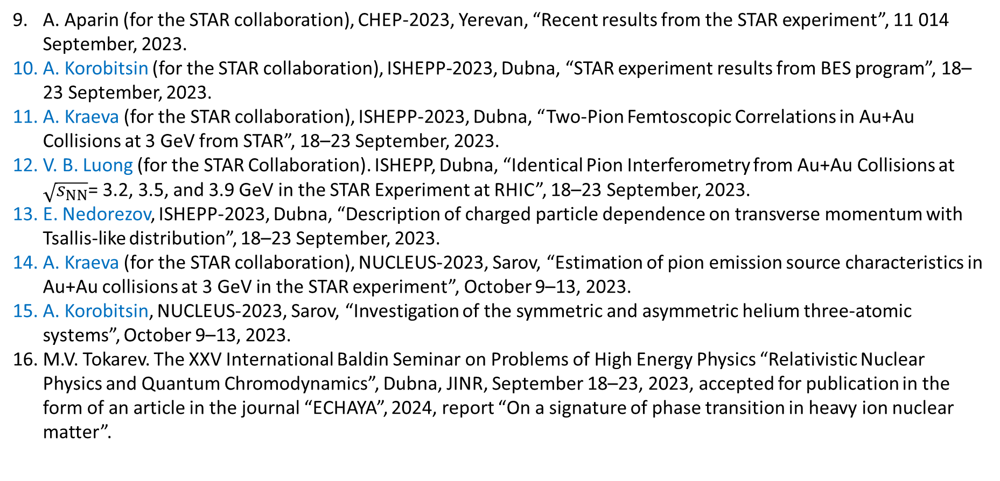 9. A. Aparin (for the STAR collaboration), CHEP-2023, Yerevan, “Recent results from the STAR experiment”, 11 014
September, 2023.
10. A. Korobitsin (for the STAR collaboration), ISHEPP-2023, Dubna, “STAR experiment results from BES program”, 18–
23 September, 2023.
11. A. Kraeva (for the STAR collaboration), ISHEPP-2023, Dubna, “Two-Pion Femtoscopic Correlations in Au+Au
Collisions at 3 GeV from STAR”, 18–23 September, 2023.
12. V. B. Luong (for the STAR Collaboration). ISHEPP, Dubna, “Identical Pion Interferometry from Au+Au Collisions at
√sNN= 3.2, 3.5, and 3.9 GeV in the STAR Experiment at RHIC”, 18–23 September, 2023.
13. E. Nedorezov, ISHEPP-2023, Dubna, “Description of charged particle dependence on transverse momentum with
Tsallis-like distribution”, 18–23 September, 2023.
14. A. Kraeva (for the STAR collaboration), NUCLEUS-2023, Sarov, “Estimation of pion emission source characteristics in
Au+Au collisions at 3 GeV in the STAR experiment”, October 9–13, 2023.
15. A. Korobitsin, NUCLEUS-2023, Sarov, “Investigation of the symmetric and asymmetric helium three-atomic
systems”, October 9–13, 2023.
16. M.V. Tokarev. The XXV International Baldin Seminar on Problems of High Energy Physics “Relativistic Nuclear
Physics and Quantum Chromodynamics”, Dubna, JINR, September 18–23, 2023, accepted for publication in the
form of an article in the journal “ECHAYA”, 2024, report “On a signature of phase transition in heavy ion nuclear
matter”.